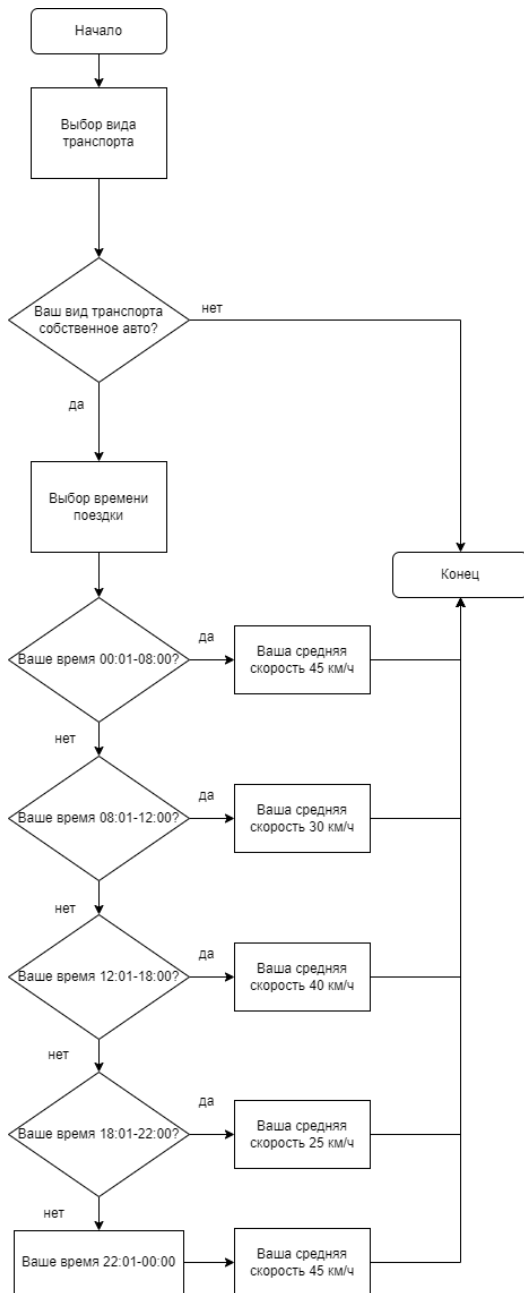 Начало
Выбор вида
транспорта
Ваш вид транспорта
собственное авто?
нет
да
Выбор времени
поездки
Конец
Ваше время 00:01-08:00?
да
Ваша средняя
скорость 45 км/ч
нет
Ваше время 08:01-12:00?
да
Ваша средняя
скорость 30 км/ч
нет
Ваше время 12:01-18:00?
да
Ваша средняя
скорость 40 км/ч
нет
Ваше время 18:01-22:00?
да
Ваша средняя
скорость 25 км/ч
нет
Ваше время 22:01-00:00
Ваша средняя
скорость 45 км/ч